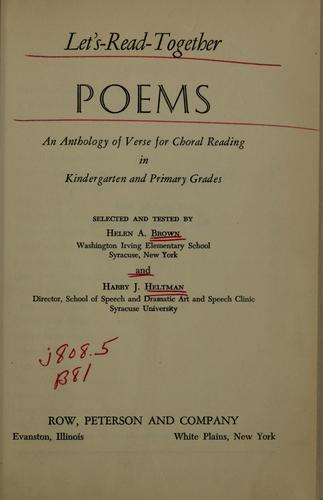 Let's-Read-Together
POEMS
An Anthology of Verse for Choral Reading
in
Kindergarten and Primary Grades
SELECTED AND TESTED BY
HELEN A. BROWN
Washington Irving Elementary School
Syracuse, New York
and
HARRY J. HELTMAN
Director, School of Speech and Dramatic Art and Speech Clinic
Syracuse University
j808.5
B81
ROW, PETERSON AND COMPANY
Evanston, Illinois White Plains, New York